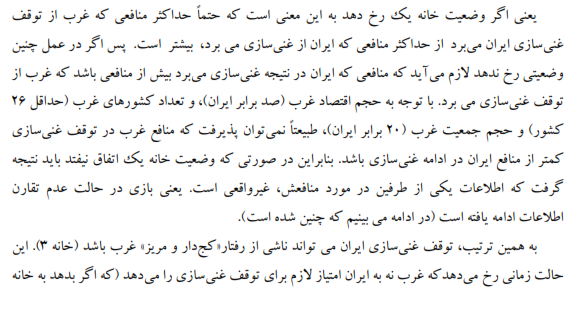 یعنی اگر وضعیت خانه یك رخ دهد به این معنی است که حتماً حداکثر منافعی که غرب از توقف
غنی‌سازی ایران می‌برد از حداکثر منافعی که ایران از غنی‌سازی می برد، بیشتر است. پس اگر در عمل چنین
وضعیتی رخ ندهد لازم می‌آید که منافعی که ایران در نتیجه غنی‌سازی می‌برد بیش از منافعی باشد که غرب از
توقف غنی‌سازی می برد. با توجه به حجم اقتصاد غرب (صد برابر ایران)، و تعداد کشورهای غرب (حداقل ۲۶
کشور) و حجم جمعیت غرب (۲۰ برابر ایران)، طبیعتاً نمی‌توان پذیرفت که منافع غرب در توقف غنی‌سازی
کمتر از منافع ایران در ادامه غنی‌سازی باشد. بنابراین در صورتی که وضعیت خانه یك اتفاق نیفتد باید نتیجه
گرفت که اطلاعات یکی از طرفین در مورد منافعش، غیرواقعی است. یعنی بازی در حالت عدم تقارن
اطلاعات ادامه یافته است (در ادامه می بینیم که چنین شده است).
به همین ترتیب، توقف غنی‌سازی ایران می تواند ناشی از رفتار«کج‌دار و مریز» غرب باشد (خانه ۳). این
حالت زمانی رخ می‌دهدکه غرب نه به ایران امتیاز لازم برای توقف غنی‌سازی را می‌دهد (که اگر بدهد به خانه